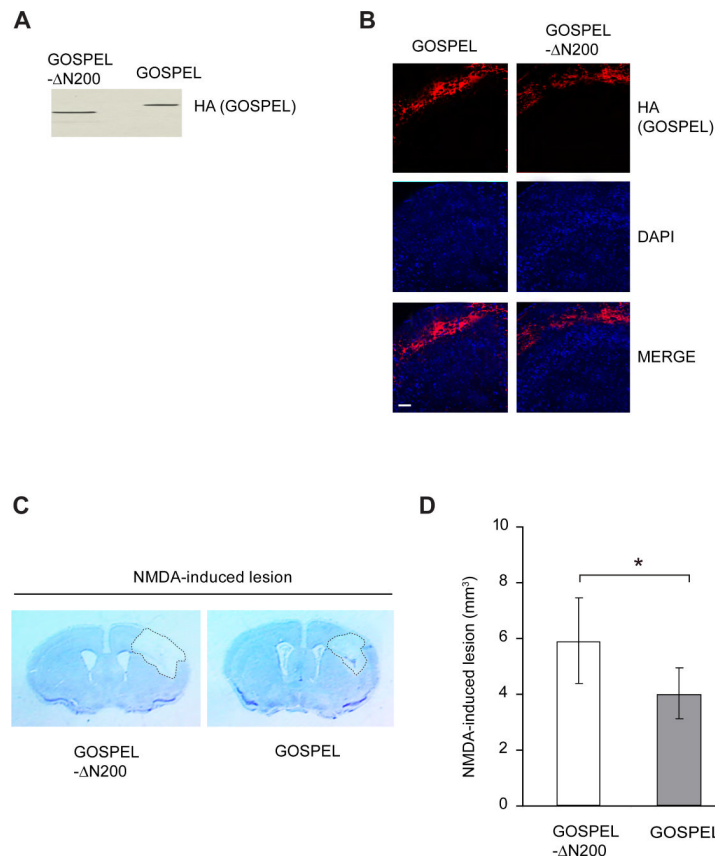 A
GOSPEL
-ΔN200
GOSPEL
HA (GOSPEL)
B
GOSPEL
GOSPEL
-ΔN200
HA
(GOSPEL)
DAPI
MERGE
C
NMDA-induced lesion
GOSPEL
-ΔN200
GOSPEL
D
NMDA-induced lesion (mm³)
10
8
6
4
2
0
*
GOSPEL
-ΔN200
GOSPEL